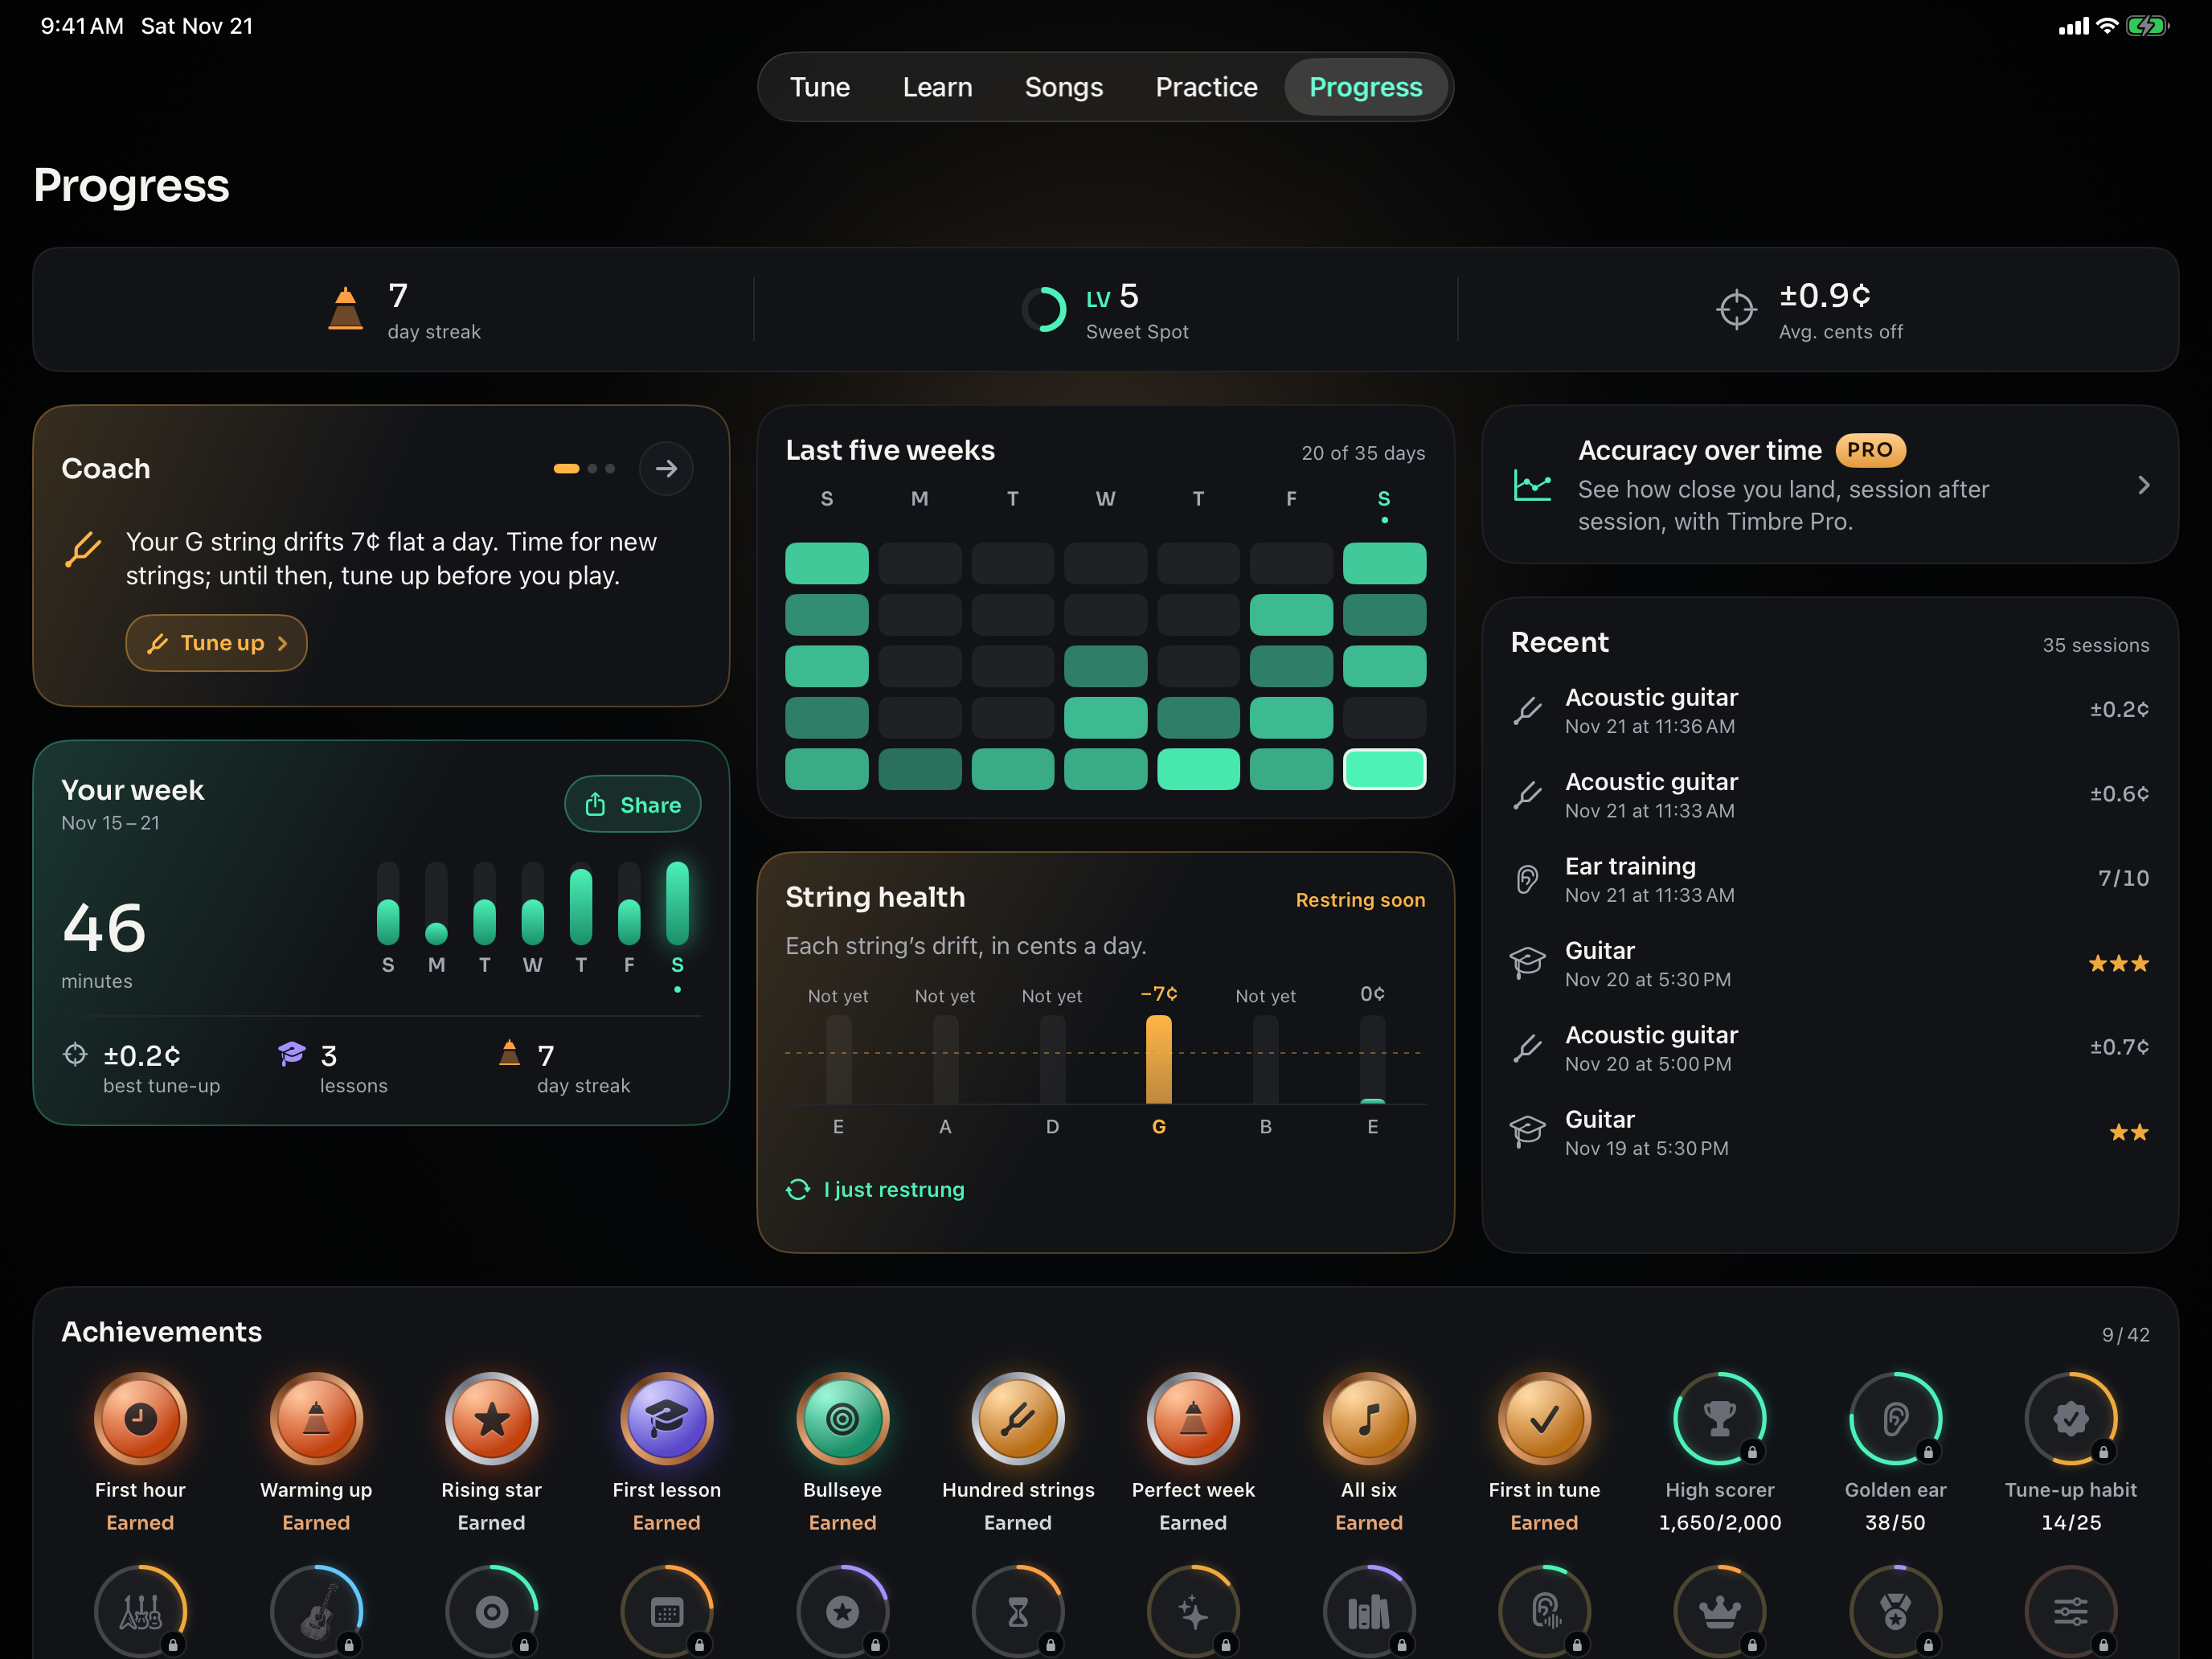 9:41 AM Sat Nov 21
Tune Learn Songs Practice Progress
Progress
7
day streak
LV 5
Sweet Spot
±0.9¢
Avg. cents off
Coach
Your G string drifts 7¢ flat a day. Time for new
strings; until then, tune up before you play.
Tune up
Your week
Nov 15 – 21
Share
46
minutes
S M T W T F S
±0.2¢
best tune-up
3
lessons
7
day streak
Last five weeks
20 of 35 days
S M T W T F S
String health
Restring soon
Each string’s drift, in cents a day.
Not yet Not yet Not yet −7¢ Not yet 0¢
E A D G B E
I just restrung
Accuracy over time PRO
See how close you land, session after
session, with Timbre Pro.
Recent
35 sessions
Acoustic guitar
Nov 21 at 11:36 AM
±0.2¢
Acoustic guitar
Nov 21 at 11:33 AM
±0.6¢
Ear training
Nov 21 at 11:33 AM
7/10
Guitar
Nov 20 at 5:30 PM
Acoustic guitar
Nov 20 at 5:00 PM
±0.7¢
Guitar
Nov 19 at 5:30 PM
Achievements
9/42
First hour
Earned
Warming up
Earned
Rising star
Earned
First lesson
Earned
Bullseye
Earned
Hundred strings
Earned
Perfect week
Earned
All six
Earned
First in tune
Earned
High scorer
1,650/2,000
Golden ear
38/50
Tune-up habit
14/25